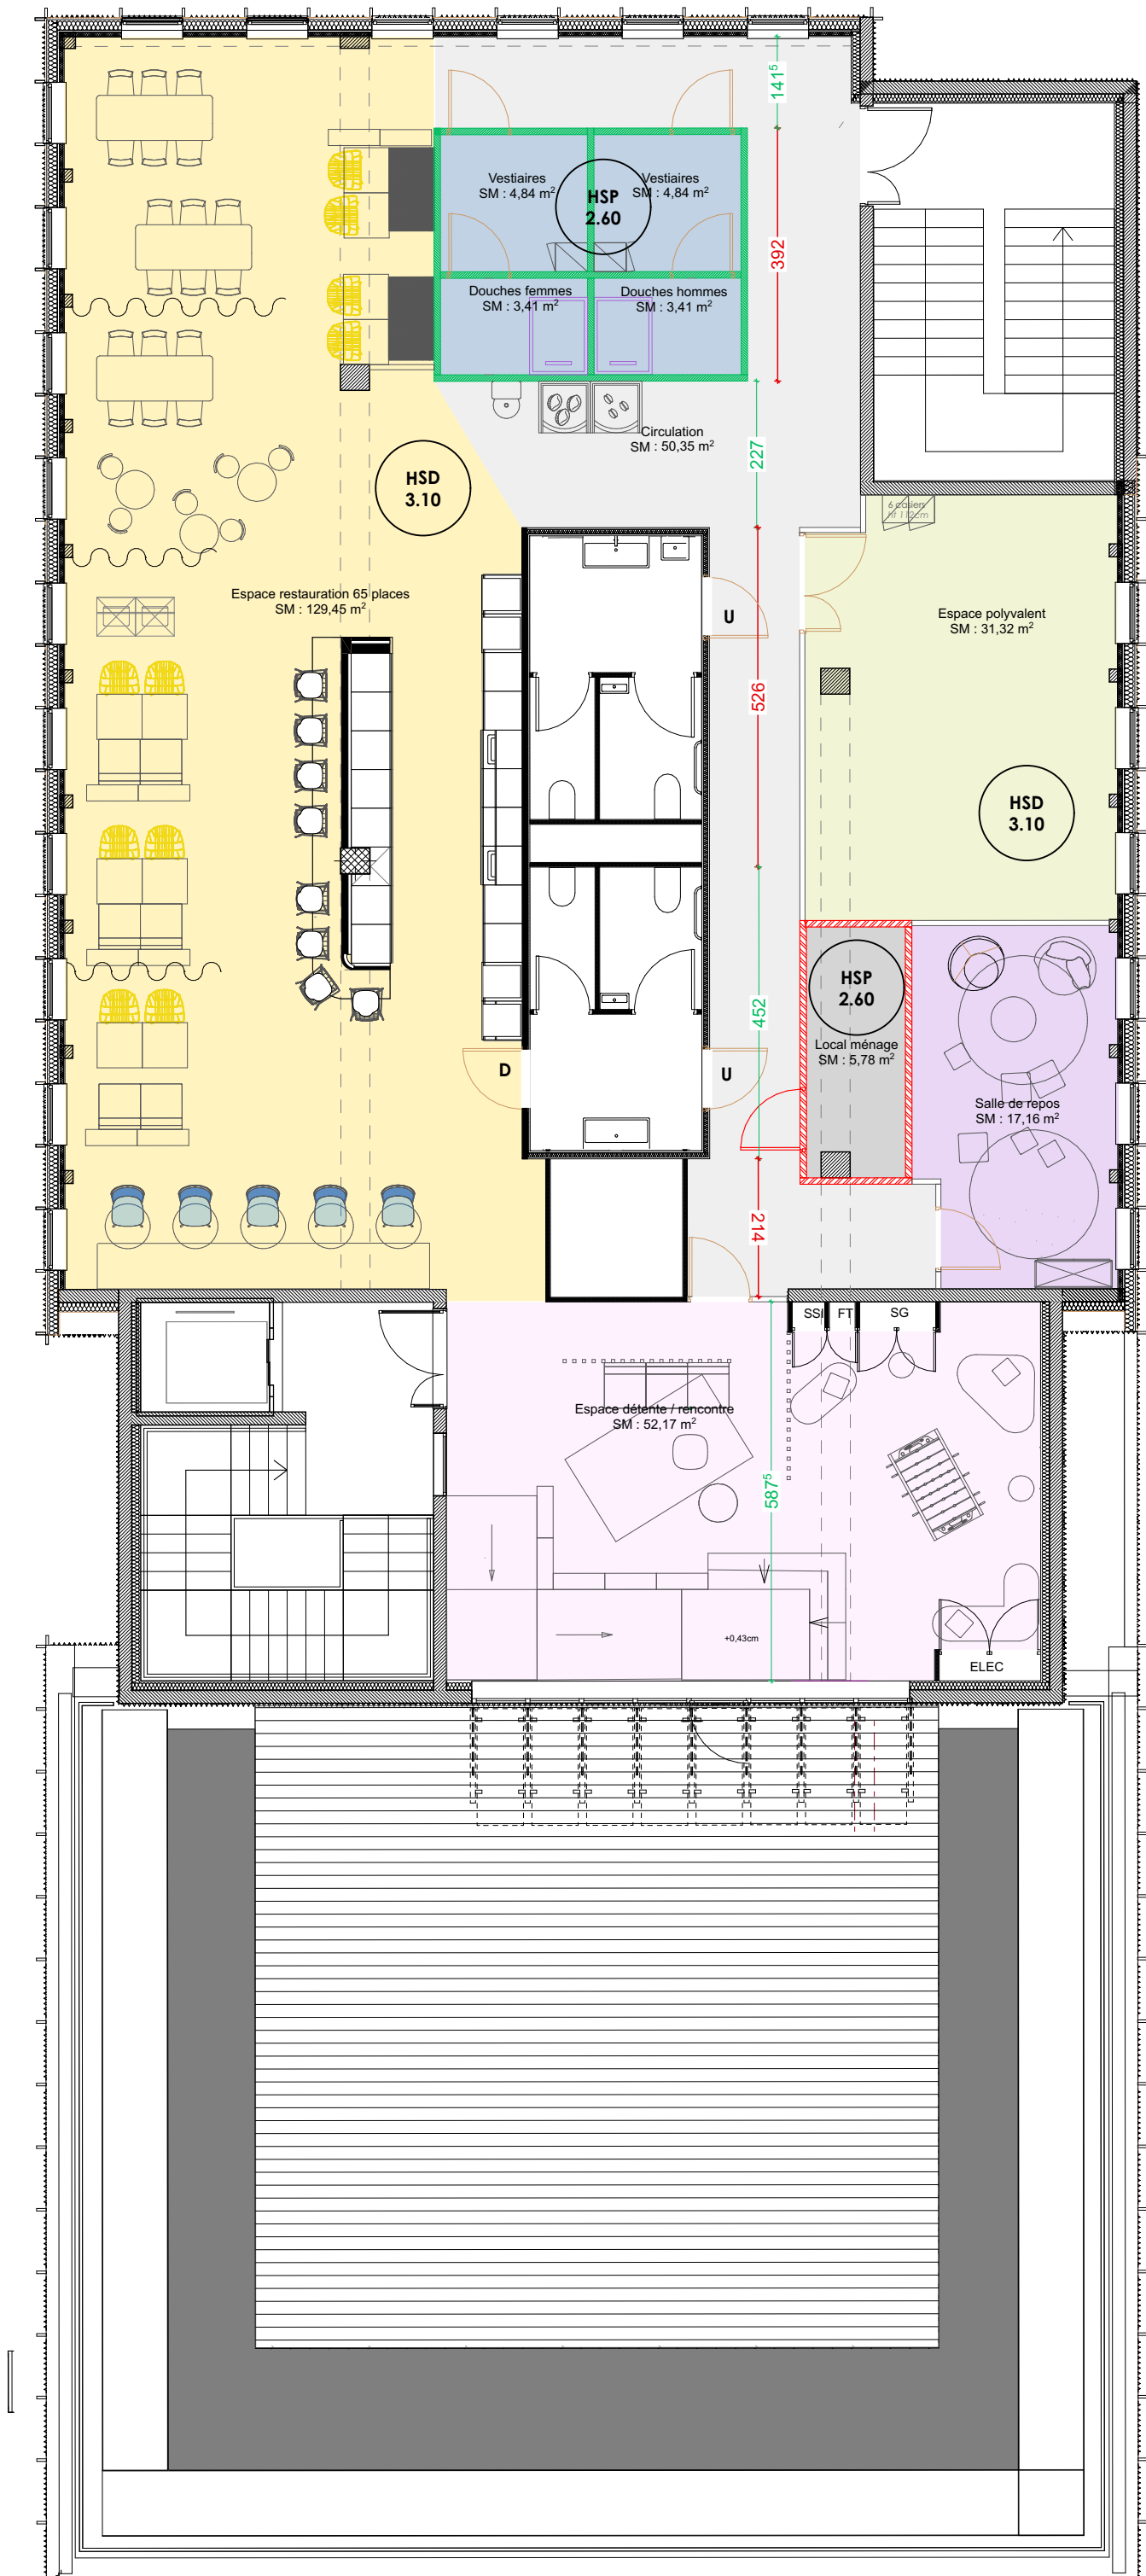 141⁵
Vestiaires
SM : 4,84 m²
Vestiaires
SM : 4,84 m²
HSP
2.60
392
Douches femmes
SM : 3,41 m²
Douches hommes
SM : 3,41 m²
Circulation
SM : 50,35 m²
227
HSD
3.10
6 casiers
Ht 112cm
Espace restauration 65 places
SM : 129,45 m²
U
Espace polyvalent
SM : 31,32 m²
526
HSD
3.10
HSP
2.60
452
Local ménage
SM : 5,78 m²
D
U
Salle de repos
SM : 17,16 m²
214
SSI
FT
SG
Espace détente / rencontre
SM : 52,17 m²
587⁵
+0,43cm
ELEC